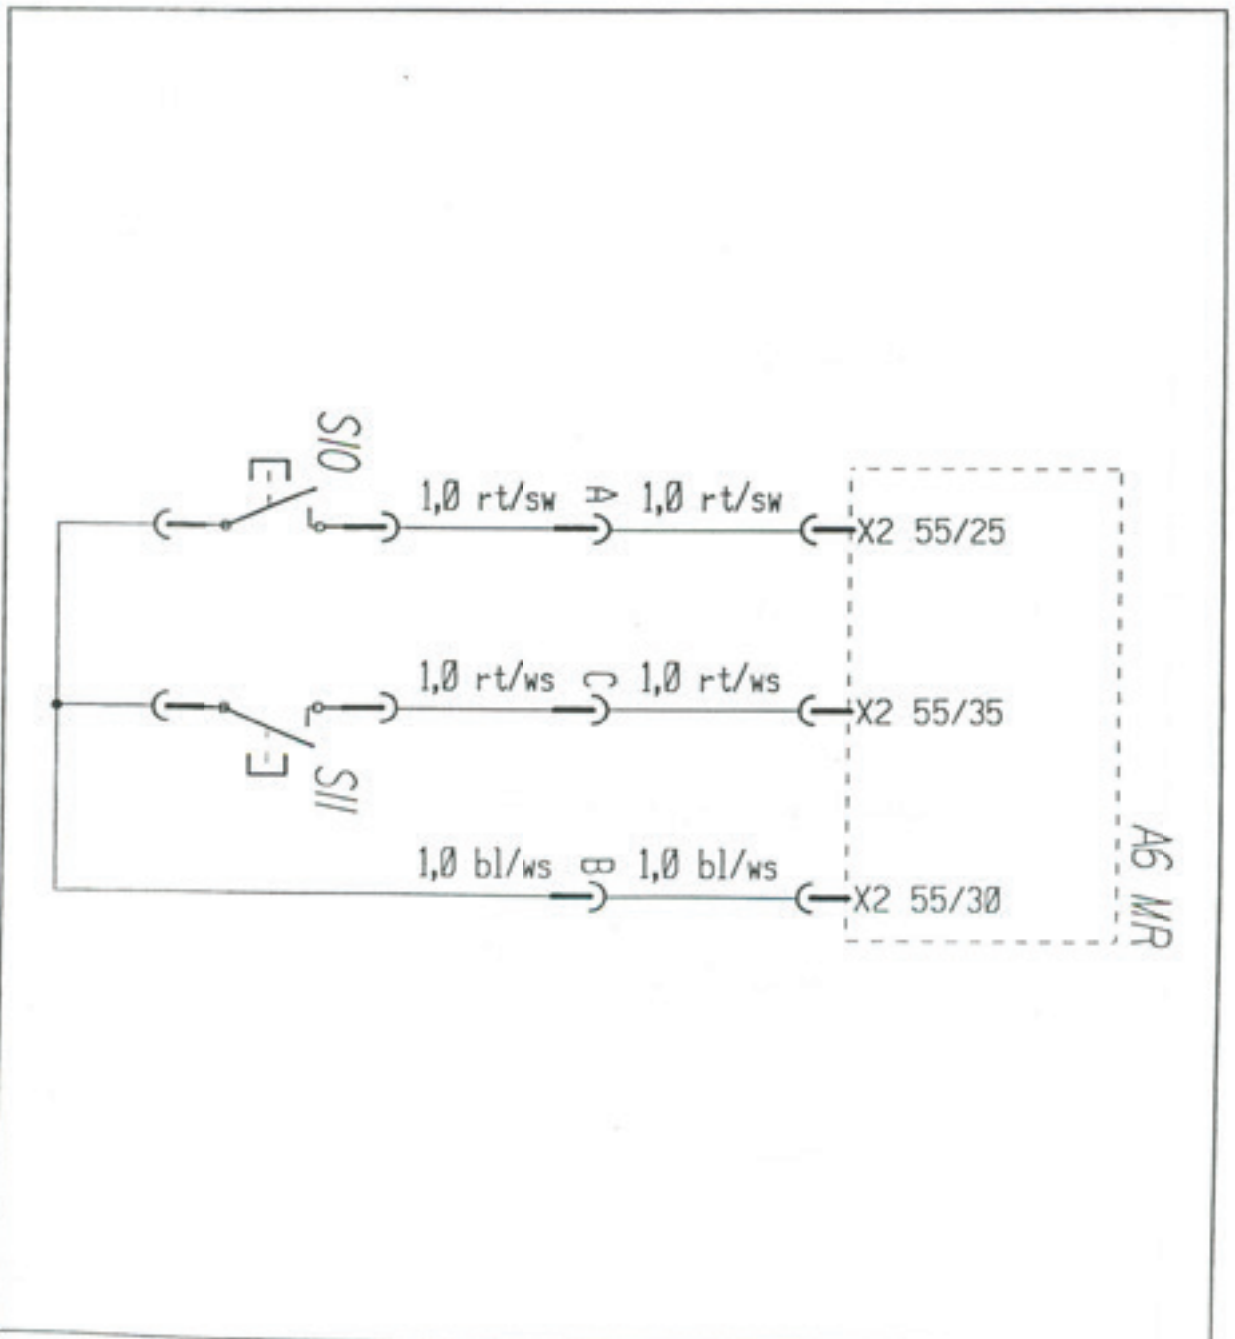 S10
1,0 rt/sw A 1,0 rt/sw
X2 55/25
1,0 rt/ws C 1,0 rt/ws
X2 55/35
S11
1,0 bl/ws B 1,0 bl/ws
X2 55/30
A6 MR